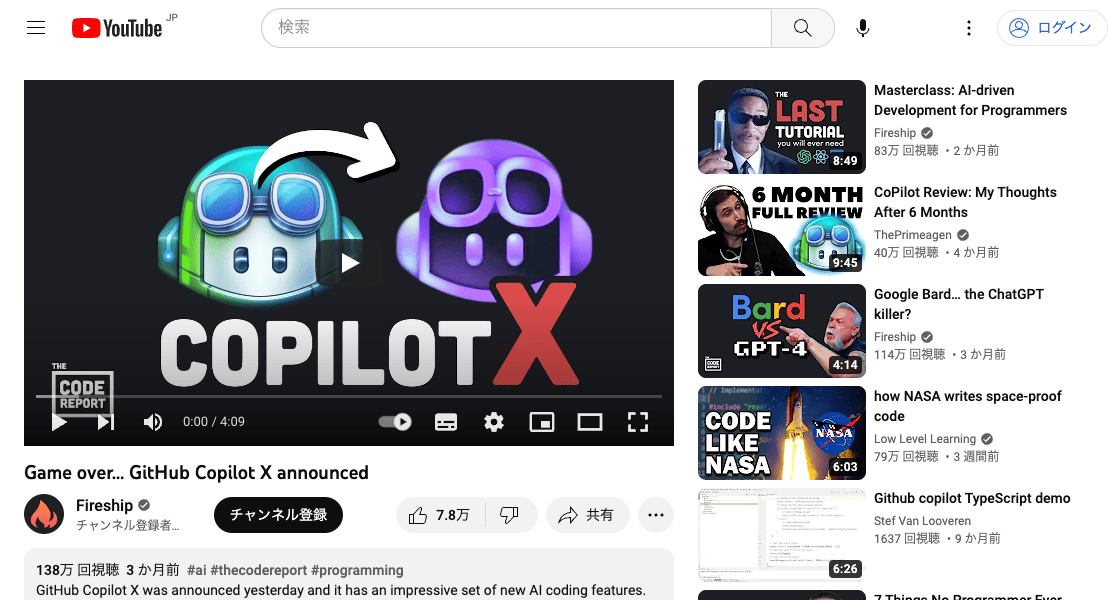 YouTube JP
検索
ログイン
COPILOT X
THE
CODE
REPORT
0:00 / 4:09
Game over... GitHub Copilot X announced
Fireship
チャンネル登録者...
チャンネル登録
7.8万
共有
138万 回視聴 3 か月前 #ai #thecodereport #programming
GitHub Copilot X was announced yesterday and it has an impressive set of new AI coding features.
THE
LAST
TUTORIAL
you will ever need
8:49
Masterclass: AI-driven
Development for Programmers
Fireship
83万 回視聴 ・2 か月前
6 MONTH
FULL REVIEW
9:45
CoPilot Review: My Thoughts
After 6 Months
ThePrimeagen
40万 回視聴 ・4 か月前
Bard
VS
GPT-4
THE
CODE
REPORT
4:14
Google Bard... the ChatGPT
killer?
Fireship
114万 回視聴 ・3 か月前
CODE
LIKE
NASA
NASA
6:03
how NASA writes space-proof
code
Low Level Learning
79万 回視聴 ・3 週間前
6:26
Github copilot TypeScript demo
Stef Van Looveren
1637 回視聴 ・9 か月前
7 Things No Programmer Ever